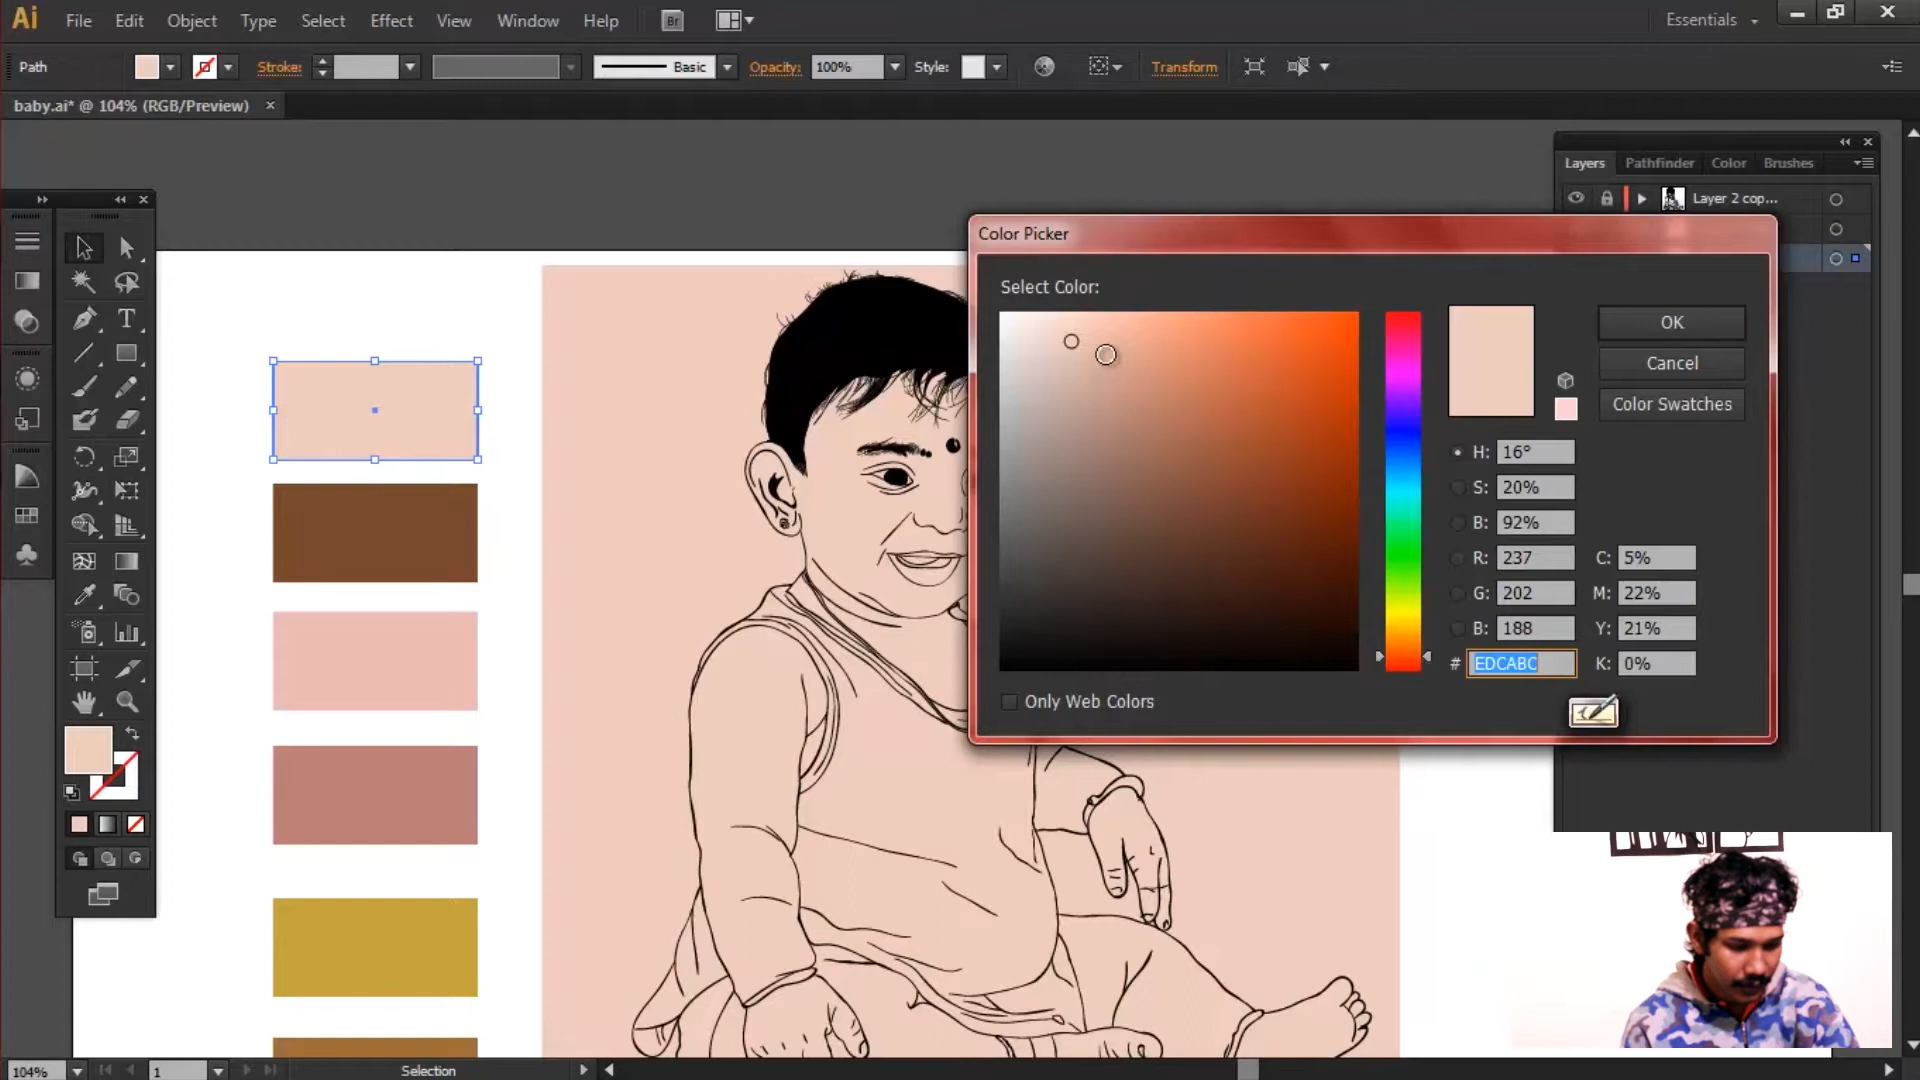 Ai File Edit Object Type Select Effect View Window Help Br Essentials
Path Stroke: Basic Opacity: 100% Style: Transform
baby.ai* @ 104% (RGB/Preview)
Layers Pathfinder Color Brushes
Layer 2 cop...
Color Picker
Select Color:
OK
Cancel
Color Swatches
H: 16°
S: 20%
B: 92%
R: 237 C: 5%
G: 202 M: 22%
B: 188 Y: 21%
# EDCABC K: 0%
Only Web Colors
104% 1 Selection